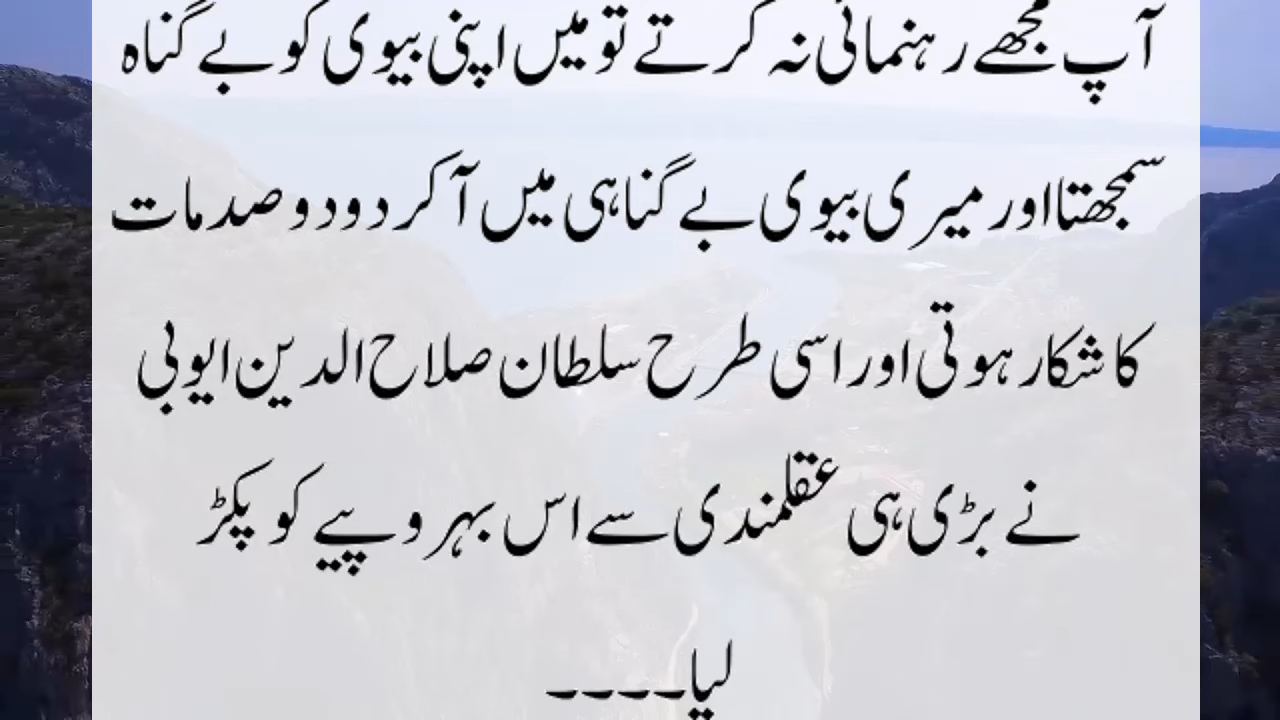 آپ مجھے رہنمائی نہ کرتے تو میں اپنی بیوی کو بے گناہ
سمجھتا اور میری بیوی بے گناہی میں آ کر دو دو صدمات
کا شکار ہوتی اور اسی طرح سلطان صلاح الدین ایوبی
نے بڑی ہی عقلمندی سے اس بہروپیے کو پکڑ
لیا۔۔۔۔